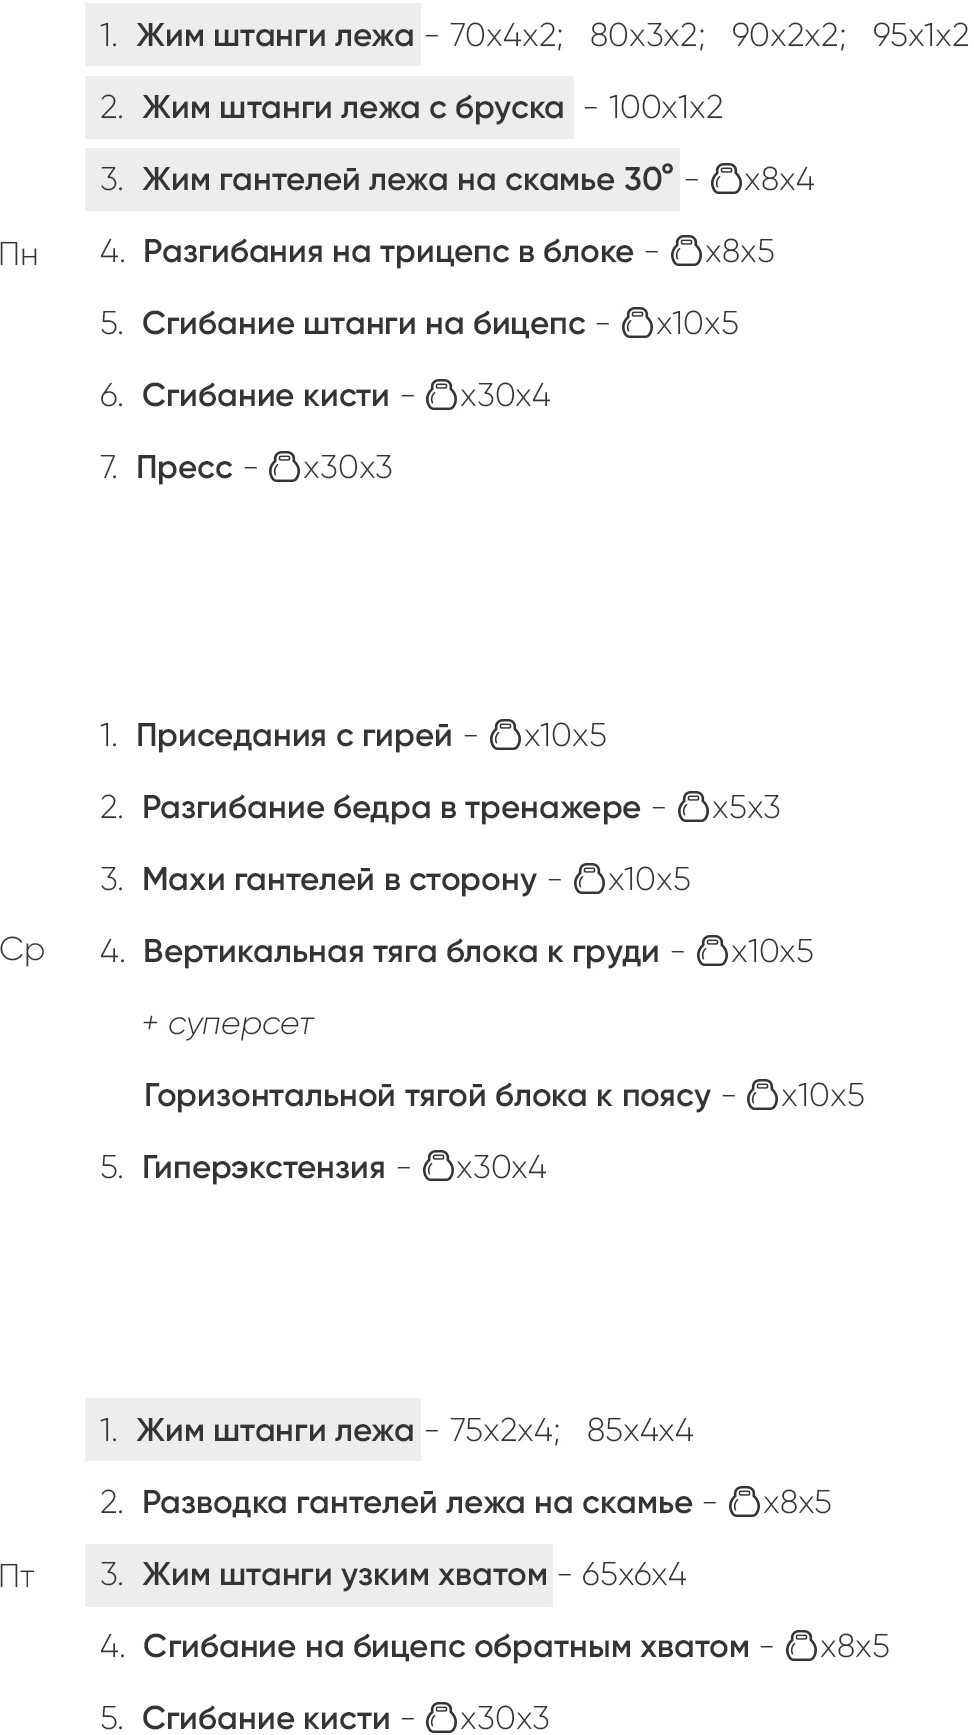 1. Жим штанги лежа - 70х4х2; 80х3х2; 90х2х2; 95х1х2
2. Жим штанги лежа с бруска - 100х1х2
3. Жим гантелей лежа на скамье 30° - х8х4
Пн 4. Разгибания на трицепс в блоке - х8х5
5. Сгибание штанги на бицепс - х10х5
6. Сгибание кисти - х30х4
7. Пресс - х30х3
1. Приседания с гирей - х10х5
2. Разгибание бедра в тренажере - х5х3
3. Махи гантелей в сторону - х10х5
Ср 4. Вертикальная тяга блока к груди - х10х5
+ суперсет
Горизонтальной тягой блока к поясу - х10х5
5. Гиперэкстензия - х30х4
1. Жим штанги лежа - 75х2х4; 85х4х4
2. Разводка гантелей лежа на скамье - х8х5
Пт 3. Жим штанги узким хватом - 65х6х4
4. Сгибание на бицепс обратным хватом - х8х5
5. Сгибание кисти - х30х3